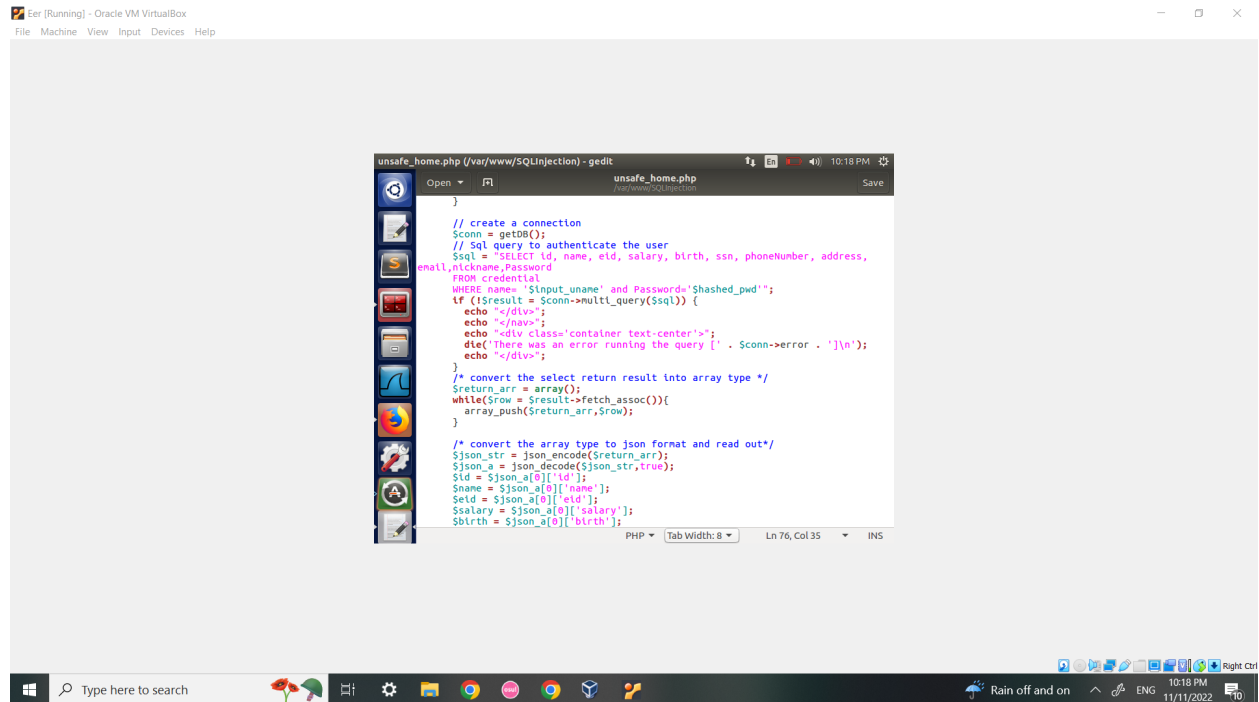 Eer [Running] - Oracle VM VirtualBox
File Machine View Input Devices Help
unsafe_home.php (/var/www/SQLInjection) - gedit
En
10:18 PM
Open
unsafe_home.php
/var/www/SQLInjection
Save
}
// create a connection
$conn = getDB();
// Sql query to authenticate the user
$sql = "SELECT id, name, eid, salary, birth, ssn, phoneNumber, address,
email,nickname,Password
FROM credential
WHERE name= '$input_uname' and Password='$hashed_pwd'";
if (!$result = $conn->multi_query($sql)) {
echo "</div>";
echo "</nav>";
echo "<div class='container text-center'>";
die('There was an error running the query [' . $conn->error . ']\n');
echo "</div>";
}
/* convert the select return result into array type */
$return_arr = array();
while($row = $result->fetch_assoc()){
array_push($return_arr,$row);
}
/* convert the array type to json format and read out*/
$json_str = json_encode($return_arr);
$json_a = json_decode($json_str,true);
$id = $json_a[0]['id'];
$name = $json_a[0]['name'];
$eid = $json_a[0]['eid'];
$salary = $json_a[0]['salary'];
$birth = $json_a[0]['birth'];
PHP
Tab Width: 8
Ln 76, Col 35
INS
Right Ctrl
Type here to search
Rain off and on
ENG
10:18 PM
11/11/2022